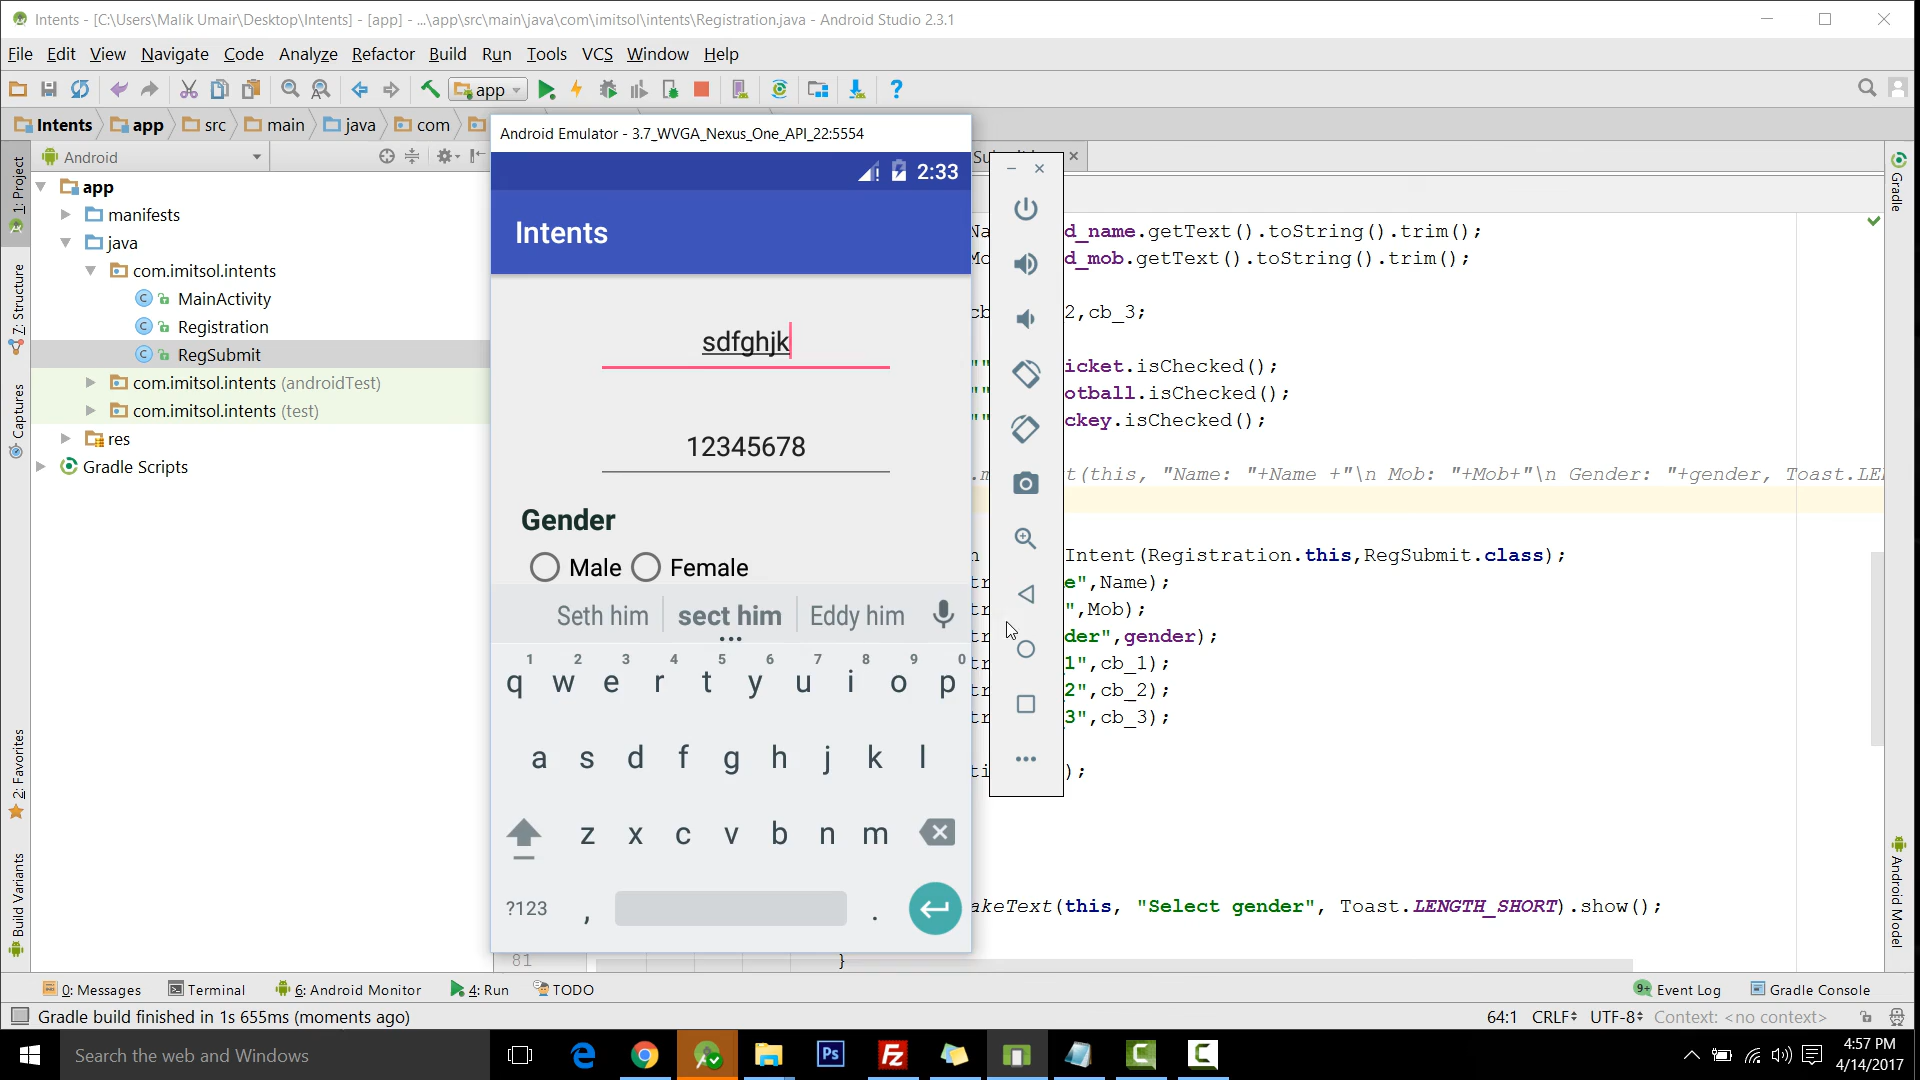 Intents - [C:\Users\Malik Umair\Desktop\Intents] - [app] - ...\app\src\main\java\com\imitsol\intents\Registration.java - Android Studio 2.3.1
File Edit View Navigate Code Analyze Refactor Build Run Tools VCS Window Help
app
Intents app src main java com
Android Emulator - 3.7_WVGA_Nexus_One_API_22:5554
Android
1: Project
7: Structure
Captures
2: Favorites
Build Variants
app
manifests
java
com.imitsol.intents
MainActivity
Registration
RegSubmit
com.imitsol.intents (androidTest)
com.imitsol.intents (test)
res
Gradle Scripts
2:33
Intents
sdfghjk
12345678
Gender
Male Female
Seth him sect him Eddy him
1 2 3 4 5 6 7 8 9 0
q w e r t y u i o p
a s d f g h j k l
z x c v b n m
?123 , .
d_name.getText().toString().trim();
d_mob.getText().toString().trim();
2,cb_3;
"" icket.isChecked();
"" otball.isChecked();
"" ckey.isChecked();
t(this, "Name: "+Name +"\n Mob: "+Mob+"\n Gender: "+gender, Toast.LE
Intent(Registration.this,RegSubmit.class);
e",Name);
",Mob);
der",gender);
1",cb_1);
2",cb_2);
3",cb_3);
);
akeText(this, "Select gender", Toast.LENGTH_SHORT).show();
81 }
Gradle
Android Model
0: Messages Terminal 6: Android Monitor 4: Run TODO 9+ Event Log Gradle Console
Gradle build finished in 1s 655ms (moments ago) 64:1 CRLF UTF-8 Context: <no context>
Search the web and Windows
Ps
Fz
4:57 PM
4/14/2017